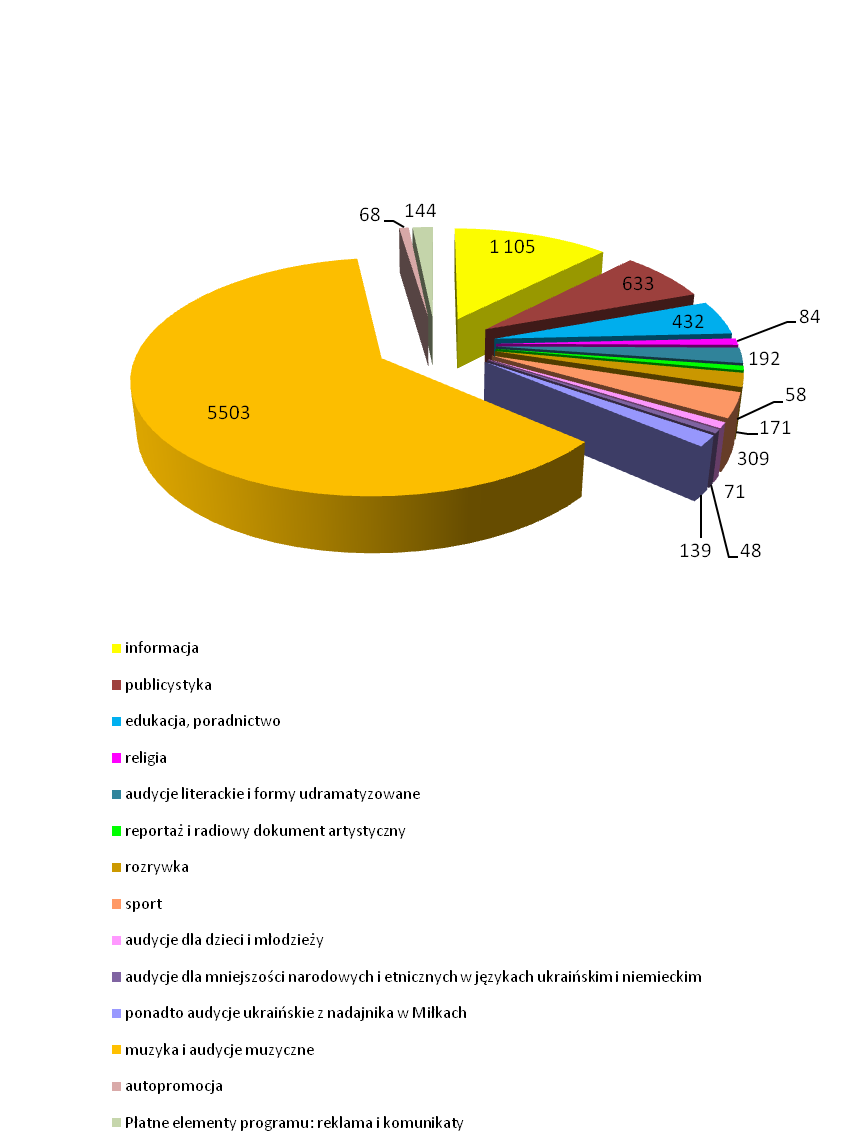 68
144
1 105
633
432
84
192
58
171
309
71
48
139
5503
informacja
publicystyka
edukacja, poradnictwo
religia
audycje literackie i formy udramatyzowane
reportaż i radiowy dokument artystyczny
rozrywka
sport
audycje dla dzieci i młodzieży
audycje dla mniejszości narodowych i etnicznych w językach ukraińskim i niemieckim
ponadto audycje ukraińskie z nadajnika w Miłkach
muzyka i audycje muzyczne
autopromocja
Płatne elementy programu: reklama i komunikaty